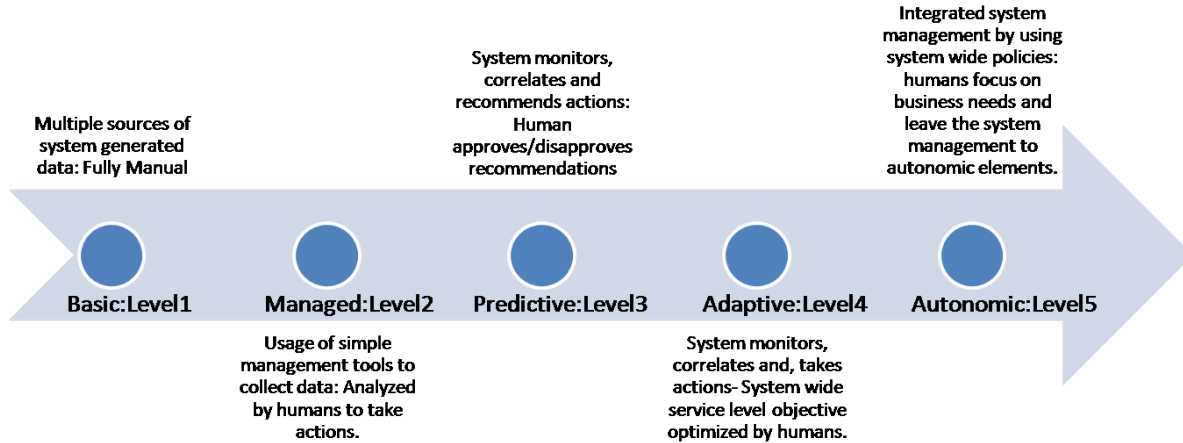 Multiple sources of
system generated
data: Fully Manual
Basic:Level1
Managed:Level2
Usage of simple
management tools to
collect data: Analyzed
by humans to take
actions.
System monitors,
correlates and
recommends actions:
Human
approves/disapproves
recommendations
Predictive:Level3
Adaptive:Level4
System monitors,
correlates and, takes
actions- System wide
service level objective
optimized by humans.
Integrated system
management by using
system wide policies:
humans focus on
business needs and
leave the system
management to
autonomic elements.
Autonomic:Level5